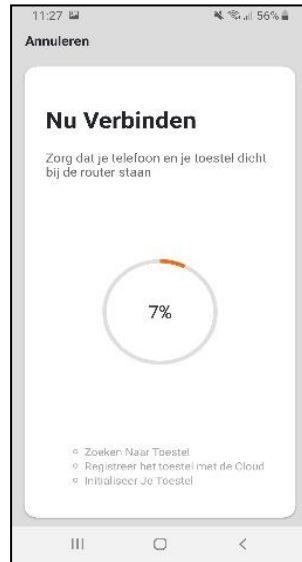 11:27 56%
Annuleren
Nu Verbinden
Zorg dat je telefoon en je toestel dicht
bij de router staan
7%
Zoeken Naar Toestel
Registreer het toestel met de Cloud
Initialiseer Je Toestel